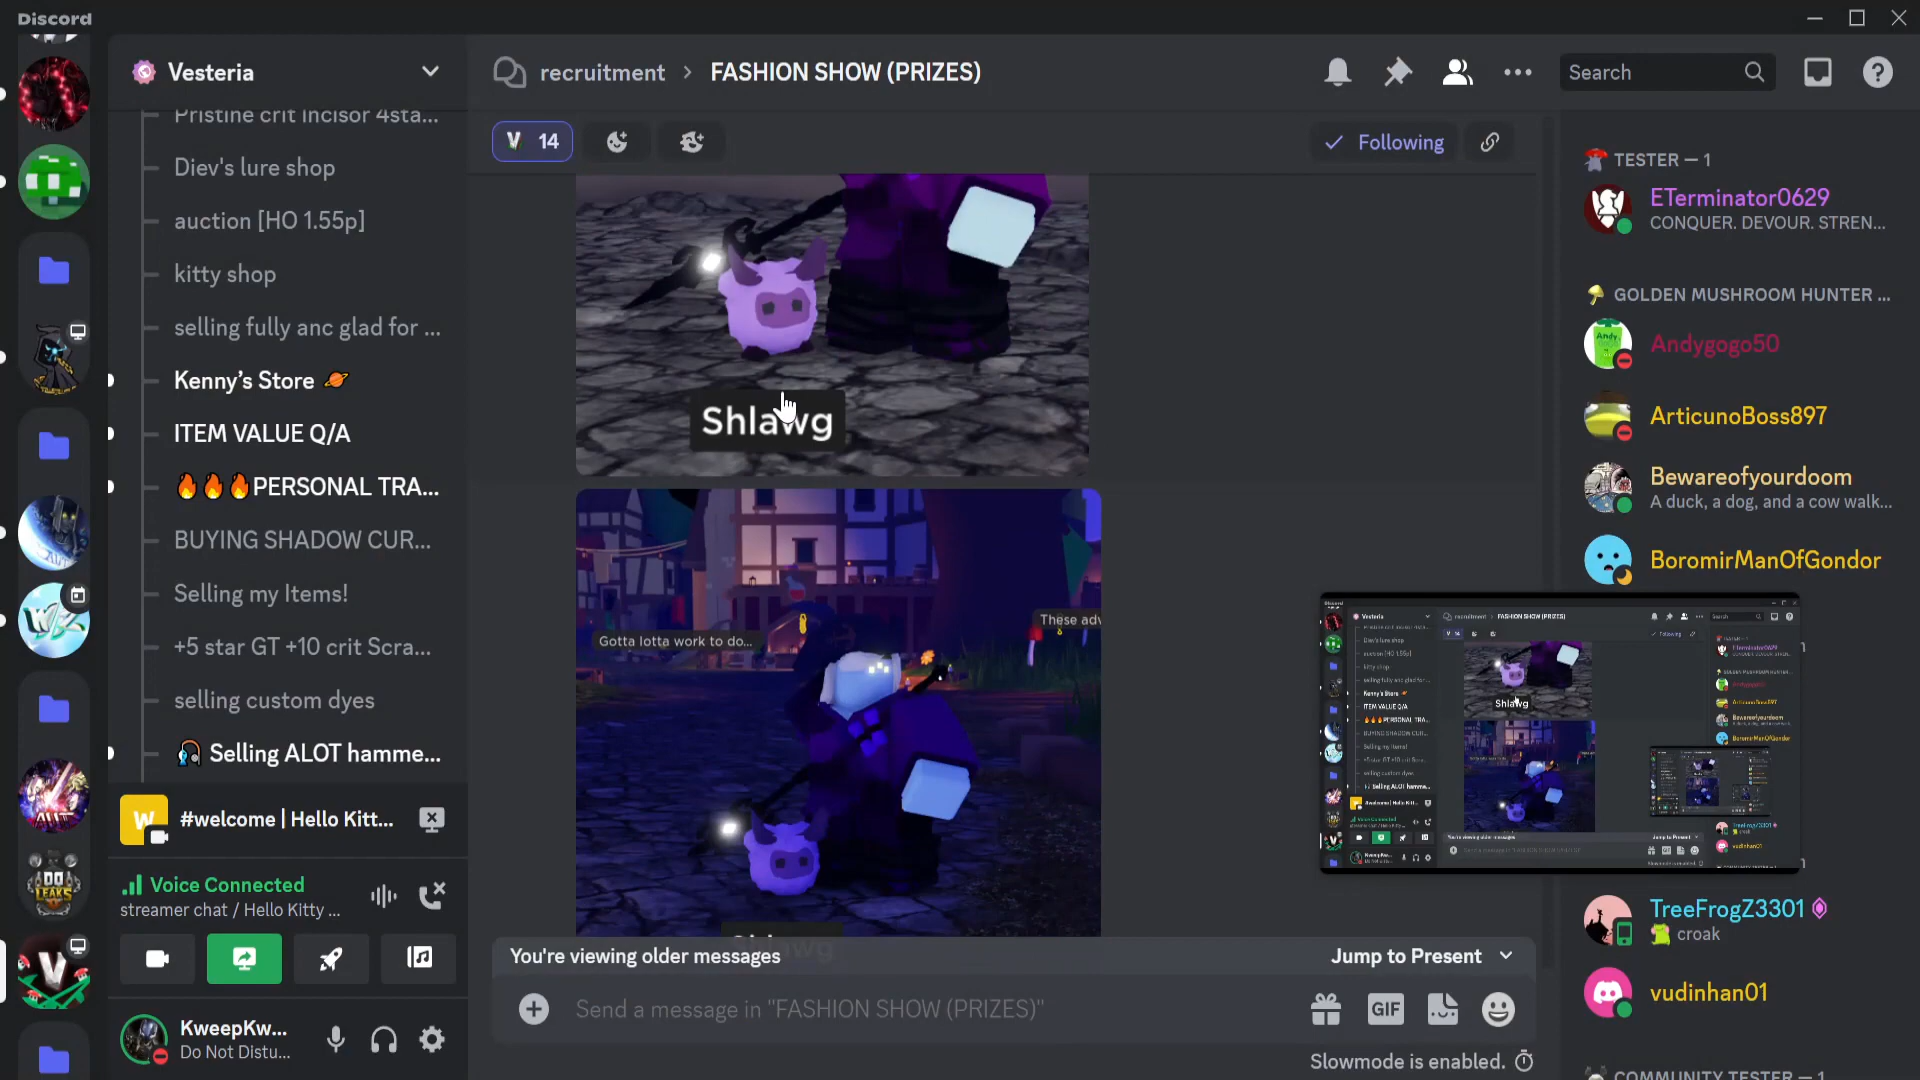 Discord
Vesteria
recruitment > FASHION SHOW (PRIZES)
Search
14
Following
Pristine crit incisor 4sta...
Diev's lure shop
auction [HO 1.55p]
kitty shop
selling fully anc glad for ...
Kenny's Store
ITEM VALUE Q/A
PERSONAL TRA...
BUYING SHADOW CUR...
Selling my Items!
+5 star GT +10 crit Scra...
selling custom dyes
Selling ALOT hamme...
#welcome | Hello Kitt...
Voice Connected
streamer chat / Hello Kitty ...
KweepKw...
Do Not Distu...
Shlawg
Gotta lotta work to do...
These adv
Shlawg
You're viewing older messages
Jump to Present
Send a message in "FASHION SHOW (PRIZES)"
GIF
Slowmode is enabled.
TESTER — 1
ETerminator0629
CONQUER. DEVOUR. STREN...
GOLDEN MUSHROOM HUNTER ...
Andygogo50
ArticunoBoss897
Bewareofyourdoom
A duck, a dog, and a cow walk...
BoromirManOfGondor
TreeFrogZ3301
croak
vudinhan01
COMMUNITY TESTER — 1